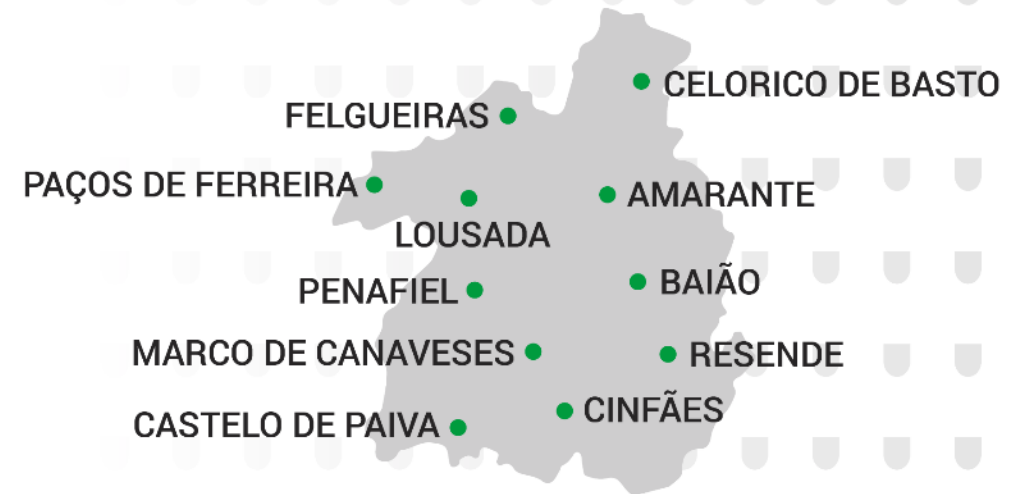 CELORICO DE BASTO
FELGUEIRAS
PAÇOS DE FERREIRA
AMARANTE
LOUSADA
BAIÃO
PENAFIEL
MARCO DE CANAVESES
RESENDE
CINFÃES
CASTELO DE PAIVA